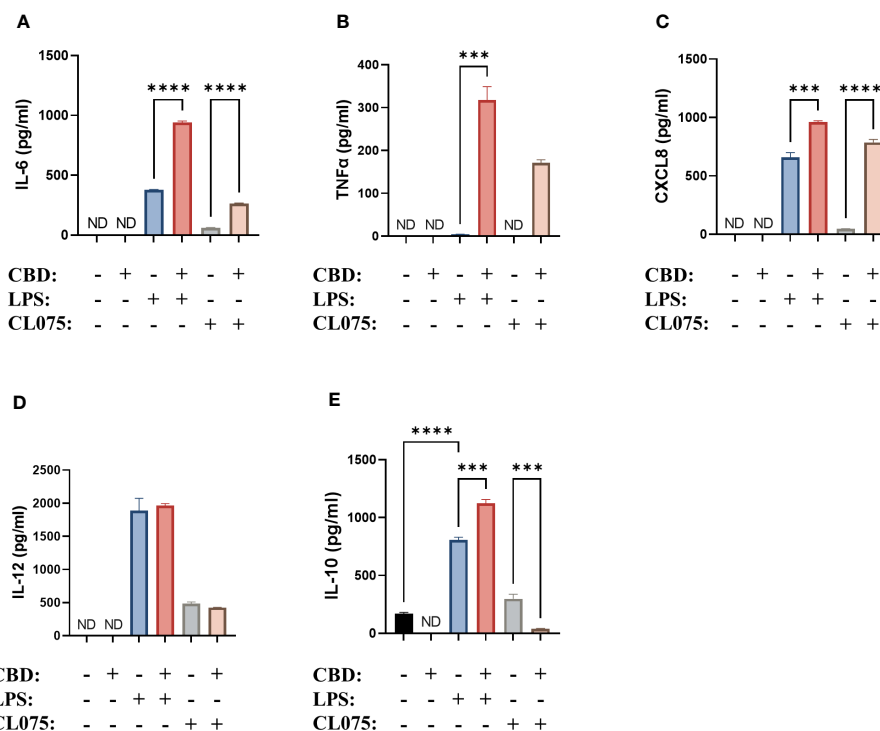 A
B
C
1500
1000
500
0
IL-6 (pg/ml)
ND ND
**** ****
400
300
200
100
0
TNFα (pg/ml)
ND ND ND
***
1500
1000
500
0
CXCL8 (pg/ml)
ND ND
*** ****
CBD: - + - + - +
LPS: - - + + - -
CL075: - - - - + +
CBD: - + - + - +
LPS: - - + + - -
CL075: - - - - + +
CBD: - + - + - +
LPS: - - + + - -
CL075: - - - - + +
D
E
2500
2000
1500
1000
500
0
IL-12 (pg/ml)
ND ND
1500
1000
500
0
IL-10 (pg/ml)
ND
****
*** ***
CBD: - + - + - +
LPS: - - + + - -
CL075: - - - - + +
CBD: - + - + - +
LPS: - - + + - -
CL075: - - - - + +